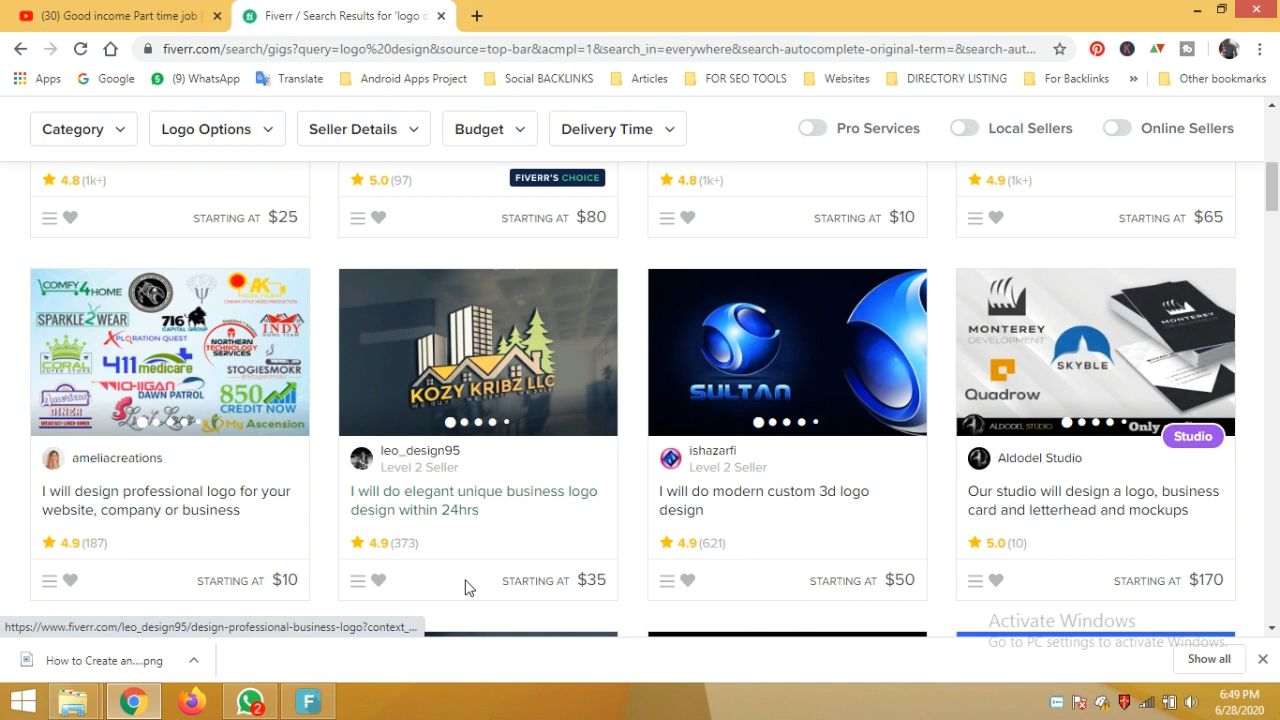 (30) Good income Part time job
Fiverr / Search Results for 'logo d
fiverr.com/search/gigs?query=logo%20design&source=top-bar&acmpl=1&search_in=everywhere&search-autocomplete-original-term=&search-aut...
Apps
Google
(9) WhatsApp
Translate
Android Apps Project
Social BACKLINKS
Articles
FOR SEO TOOLS
Websites
DIRECTORY LISTING
For Backlinks
»
Other bookmarks
Category
Logo Options
Seller Details
Budget
Delivery Time
Pro Services
Local Sellers
Online Sellers
4.8 (1k+)
5.0 (97)
FIVERR'S CHOICE
4.8 (1k+)
4.9 (1k+)
STARTING AT $25
STARTING AT $80
STARTING AT $10
STARTING AT $65
COMFY4HOME
AK
SPARKLE2WEAR
716
CAPITAL GROUP
INDY
HOME TEAM
XPLORATION QUEST
NORTHERN
TECHNOLOGY
SERVICES
CORAL
411
medicare
STOGIESMOKR
MICHIGAN
DAWN PATROL
850
CREDIT NOW
American
DINER
My Ascension
KOZY KRIBZ LLC
SULTAN
MONTEREY
DEVELOPMENT
SKYBLE
Quadrow
ALDODEL STUDIO
Only
Studio
ameliacreations
I will design professional logo for your
website, company or business
4.9 (187)
STARTING AT $10
leo_design95
Level 2 Seller
I will do elegant unique business logo
design within 24hrs
4.9 (373)
STARTING AT $35
ishazarfi
Level 2 Seller
I will do modern custom 3d logo
design
4.9 (621)
STARTING AT $50
Aldodel Studio
Our studio will design a logo, business
card and letterhead and mockups
5.0 (10)
STARTING AT $170
https://www.fiverr.com/leo_design95/design-professional-business-logo?context_...
Activate Windows
Go to PC settings to activate Windows.
How to Create an....png
Show all
2
F
6:49 PM
6/28/2020